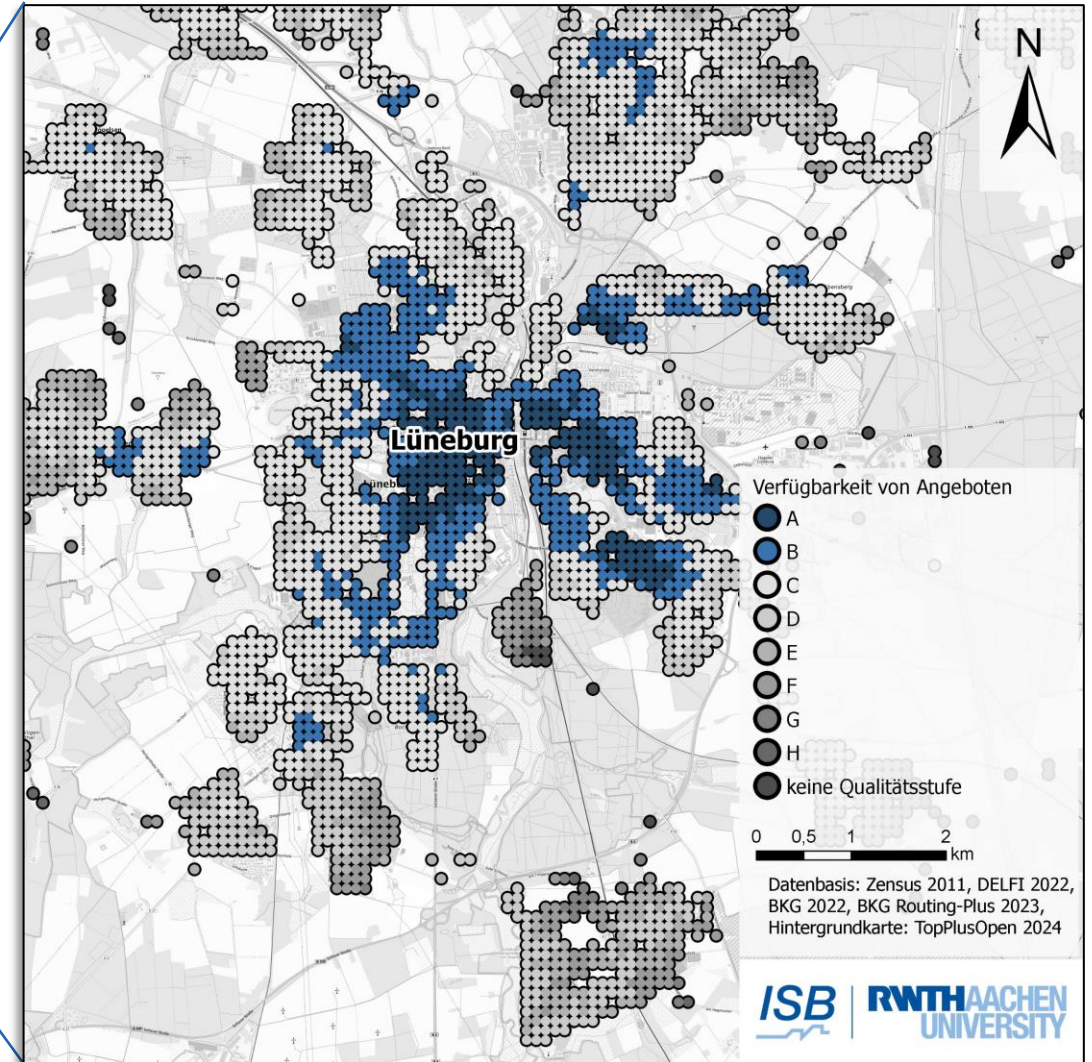 N
Lüneburg
Verfügbarkeit von Angeboten
A
B
C
D
E
F
G
H
keine Qualitätsstufe
0 0,5 1 2
km
Datenbasis: Zensus 2011, DELFI 2022,
BKG 2022, BKG Routing-Plus 2023,
Hintergrundkarte: TopPlusOpen 2024
ISB RWTHAACHEN
UNIVERSITY